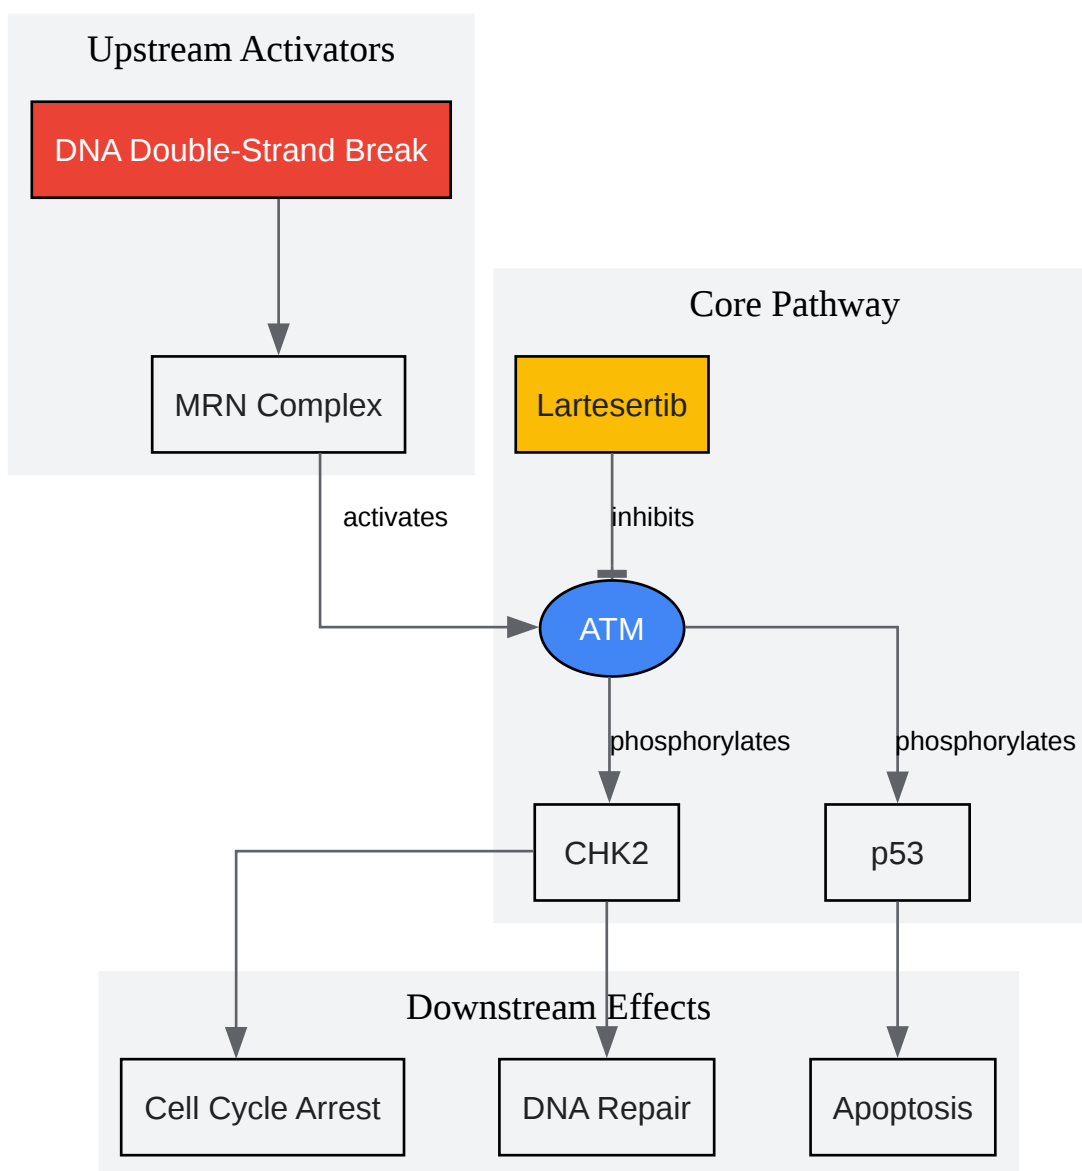 Upstream Activators
DNA Double-Strand Break
Core Pathway
MRN Complex
Lartesertib
activates
inhibits
ATM
phosphorylates
phosphorylates
CHK2
p53
Downstream Effects
Cell Cycle Arrest
DNA Repair
Apoptosis